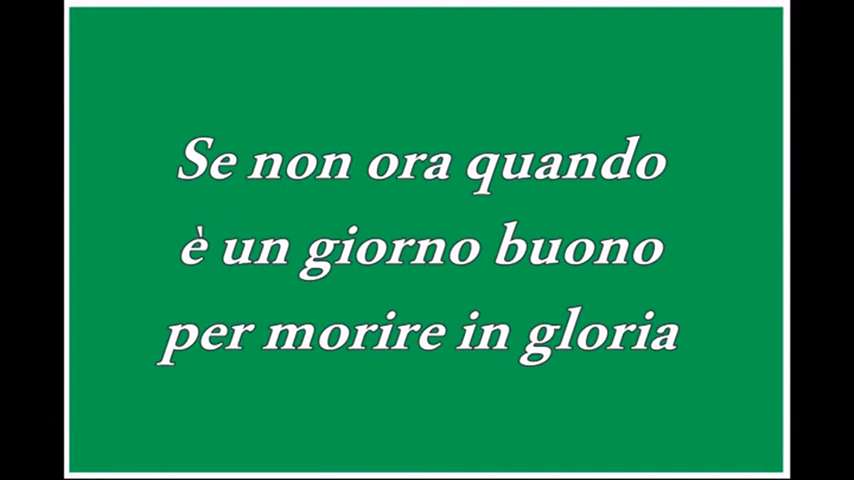 Se non ora quando
è un giorno buono
per morire in gloria